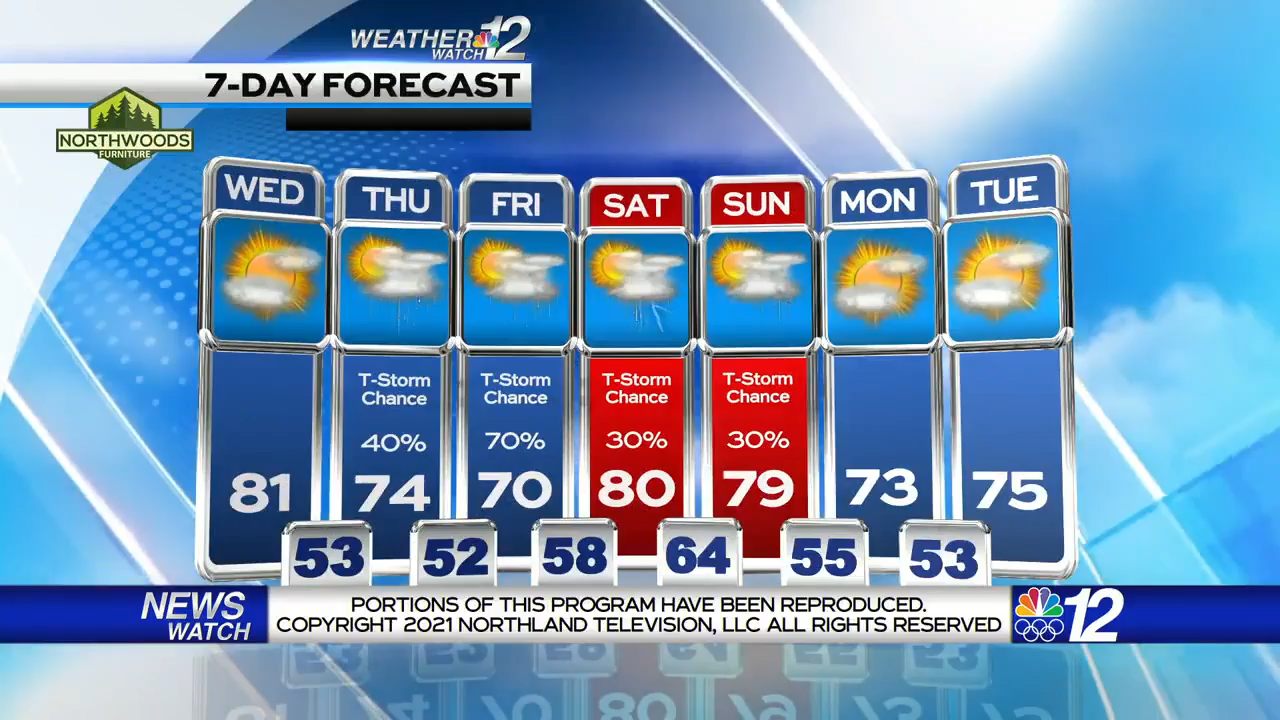 WEATHER 12
WATCH
7-DAY FORECAST
NORTHWOODS
FURNITURE
WED THU FRI SAT SUN MON TUE
T-Storm T-Storm T-Storm T-Storm
Chance Chance Chance Chance
40% 70% 30% 30%
81 74 70 80 79 73 75
53 52 58 64 55 53
NEWS
WATCH
PORTIONS OF THIS PROGRAM HAVE BEEN REPRODUCED.
COPYRIGHT 2021 NORTHLAND TELEVISION, LLC ALL RIGHTS RESERVED
12